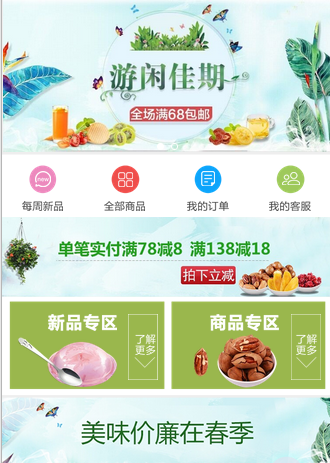 游闲佳期
全场满68包邮
new
每周新品
全部商品
我的订单
我的客服
单笔实付满78减8 满138减18
拍下立减
新品专区
了解
更多
商品专区
了解
更多
美味价廉在春季